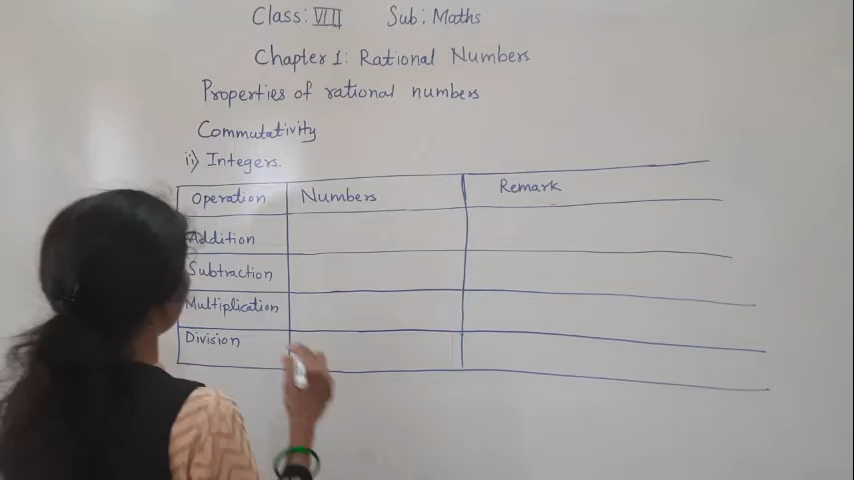 Class: VIII Sub: Maths
Chapter 1: Rational Numbers
Properties of rational numbers
Commutativity
ii) Integers.
Operation Numbers Remark
Addition
Subtraction
Multiplication
Division